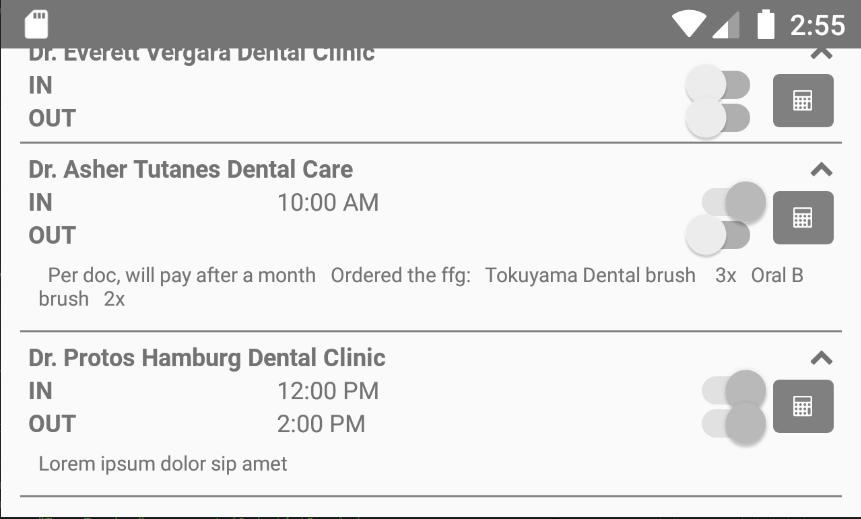 2:55
Dr. Everett Vergara Dental Clinic
IN
OUT
Dr. Asher Tutanes Dental Care
IN 10:00 AM
OUT
Per doc, will pay after a month Ordered the ffg: Tokuyama Dental brush 3x Oral B
brush 2x
Dr. Protos Hamburg Dental Clinic
IN 12:00 PM
OUT 2:00 PM
Lorem ipsum dolor sip amet